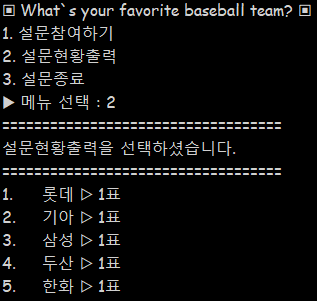 ▣ What`s your favorite baseball team? ▣
1. 설문참여하기
2. 설문현황출력
3. 설문종료
▶ 메뉴 선택 : 2
===================================
설문현황출력을 선택하셨습니다.
===================================
1. 롯데 ▷ 1표
2. 기아 ▷ 1표
3. 삼성 ▷ 1표
4. 두산 ▷ 1표
5. 한화 ▷ 1표